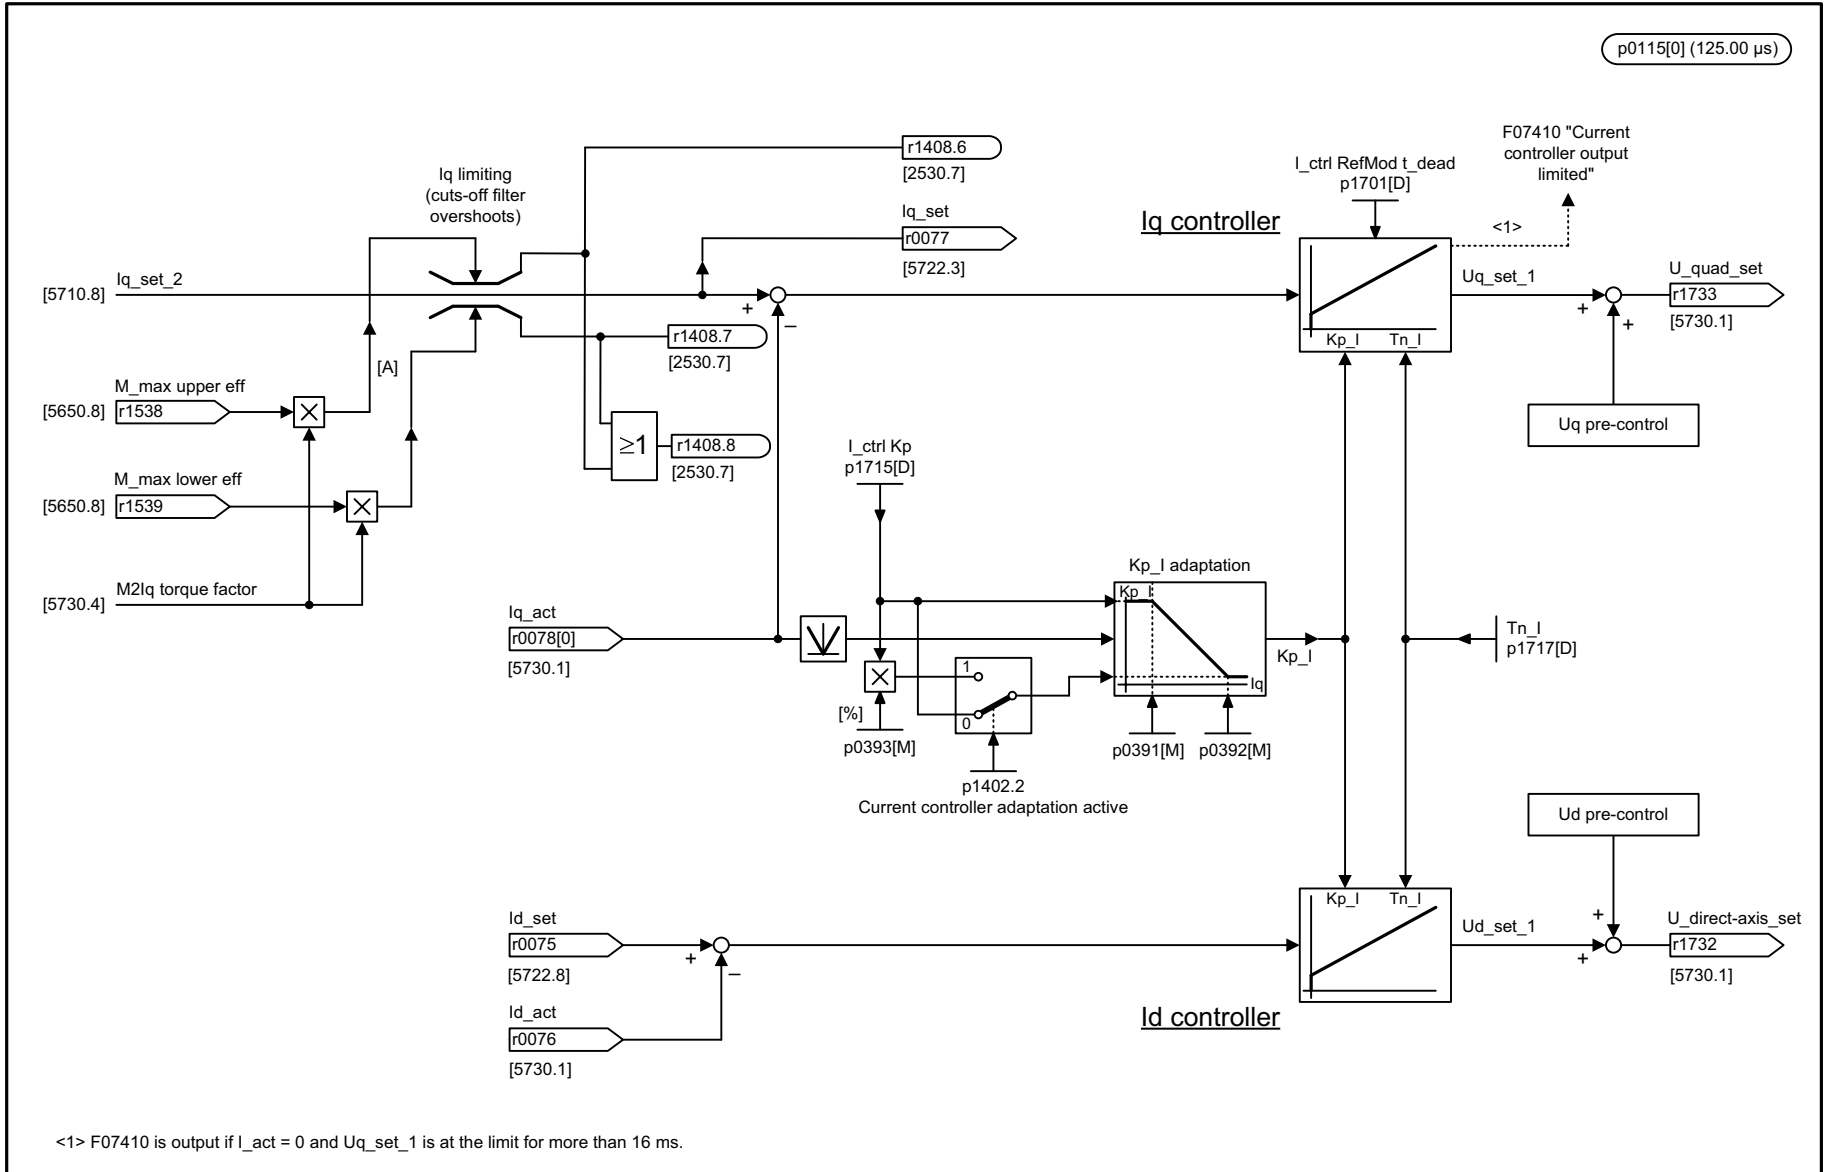 p0115[0] (125.00 µs)
F07410 "Current
controller output
limited"
r1408.6
[2530.7]
I_ctrl RefMod t_dead
p1701[D]
Iq limiting
(cuts-off filter
overshoots)
Iq_set
r0077
[5722.3]
Iq controller
<1>
[5710.8]
Iq_set_2
+
–
Kp_I
Tn_I
Uq_set_1
+
+
U_quad_set
r1733
[5730.1]
r1408.7
[2530.7]
[A]
M_max upper eff
[5650.8]
r1538
Uq pre-control
≥1
r1408.8
[2530.7]
I_ctrl Kp
p1715[D]
M_max lower eff
[5650.8]
r1539
M2Iq torque factor
[5730.4]
Kp_I adaptation
Kp_I
Iq
Iq_act
r0078[0]
[5730.1]
Kp_I
Tn_I
p1717[D]
1
0
[%]
p0393[M]
p0391[M]
p0392[M]
p1402.2
Current controller adaptation active
Ud pre-control
Id_set
r0075
[5722.8]
+
–
Kp_I
Tn_I
Ud_set_1
+
+
U_direct-axis_set
r1732
[5730.1]
Id_act
r0076
[5730.1]
Id controller
<1> F07410 is output if I_act = 0 and Uq_set_1 is at the limit for more than 16 ms.